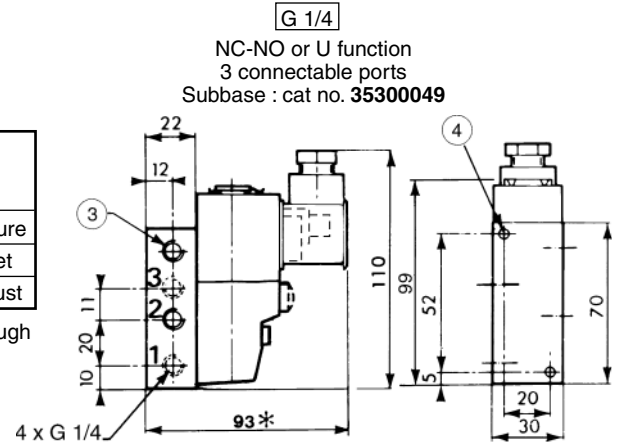 G 1/4
NC-NO or U function
3 connectable ports
Subbase : cat no. 35300049
ure
et
ust
ugh
22
12
3
3
2
1
11
20
10
4 x G 1/4
93*
110
4
99
52
5
70
20
30